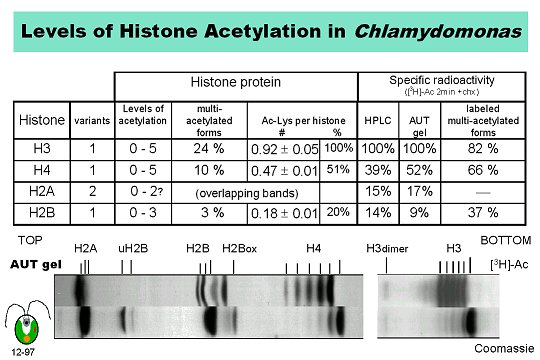 Levels of Histone Acetylation in Chlamydomonas
Histone protein Specific radioactivity
([³H]-Ac 2min +chx)
Histone variants Levels of acetylation multi-acetylated forms Ac-Lys per histone # % HPLC AUT gel labeled multi-acetylated forms
H3 1 0 - 5 24 % 0.92 ± 0.05 100% 100% 100% 82 %
H4 1 0 - 5 10 % 0.47 ± 0.01 51% 39% 52% 66 %
H2A 2 0 - 2? (overlapping bands) 15% 17% —
H2B 1 0 - 3 3 % 0.18 ± 0.01 20% 14% 9% 37 %
TOP BOTTOM
H2A uH2B H2B H2Box H4 H3dimer H3
AUT gel [³H]-Ac
12-97 Coomassie